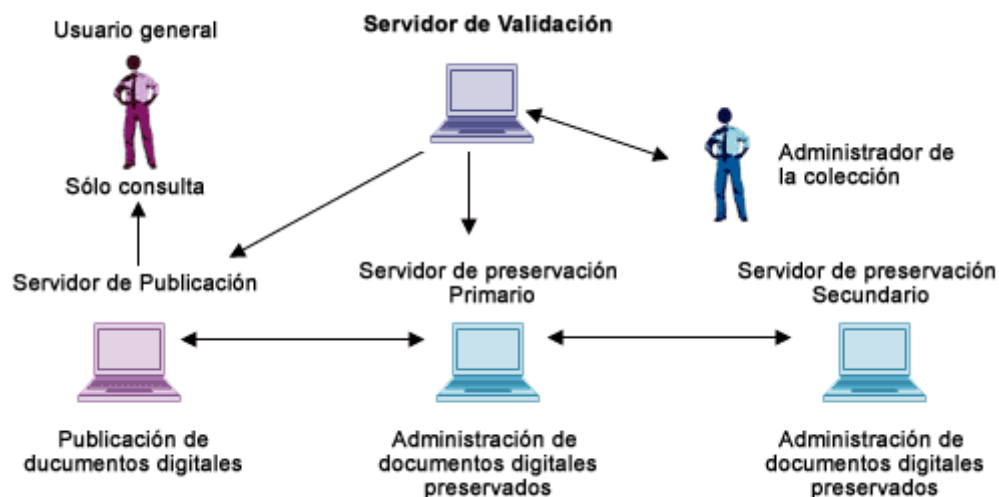 Usuario general
Servidor de Validación
Sólo consulta
Administrador de
la colección
Servidor de Publicación
Servidor de preservación
Primario
Servidor de preservación
Secundario
Publicación de
ducumentos digitales
Administración de
documentos digitales
preservados
Administración de
documentos digitales
preservados